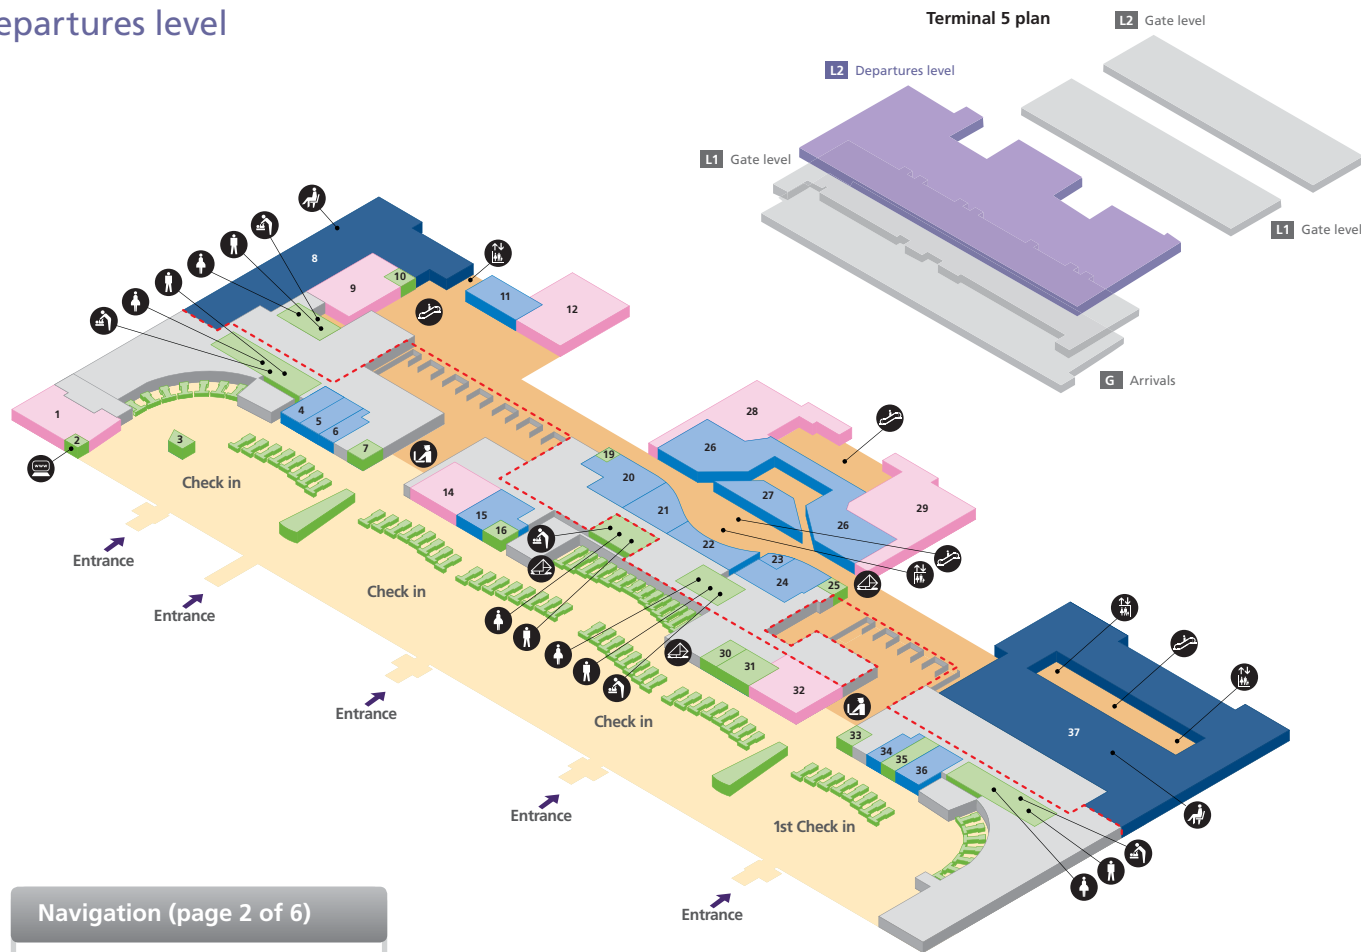 epartures level
Terminal 5 plan
L2 Gate level
L2 Departures level
L1 Gate level
L1 Gate level
G Arrivals
8
10
9
11
12
1
2
3
4
5
6
7
www
Check in
Entrance
Entrance
14
15
16
19
20
21
22
23
24
25
26
27
26
28
29
Check in
Entrance
30
31
32
Check in
Entrance
33
34
35
36
37
1st Check in
Entrance
Navigation (page 2 of 6)